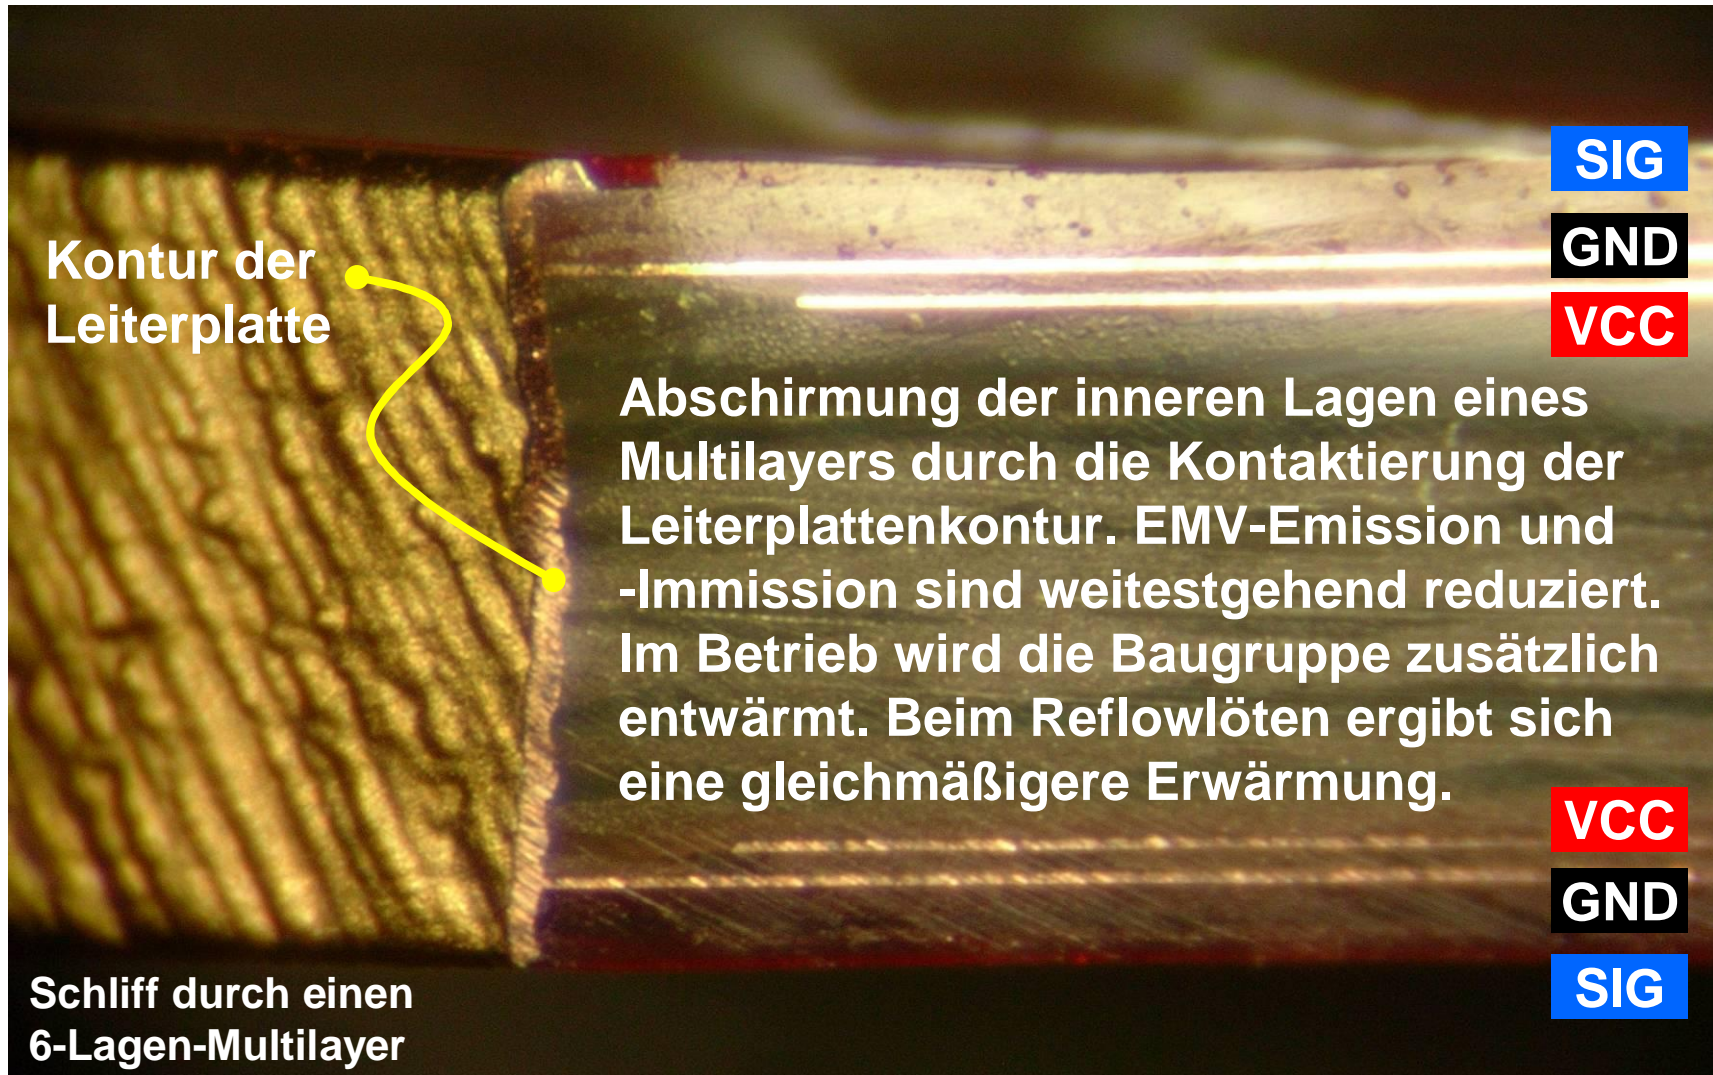 SIG
GND
VCC
Kontur der
Leiterplatte
Abschirmung der inneren Lagen eines
Multilayers durch die Kontaktierung der
Leiterplattenkontur. EMV-Emission und
-Immission sind weitestgehend reduziert.
Im Betrieb wird die Baugruppe zusätzlich
entwärmt. Beim Reflowlöten ergibt sich
eine gleichmäßigere Erwärmung.
VCC
GND
SIG
Schliff durch einen
6-Lagen-Multilayer